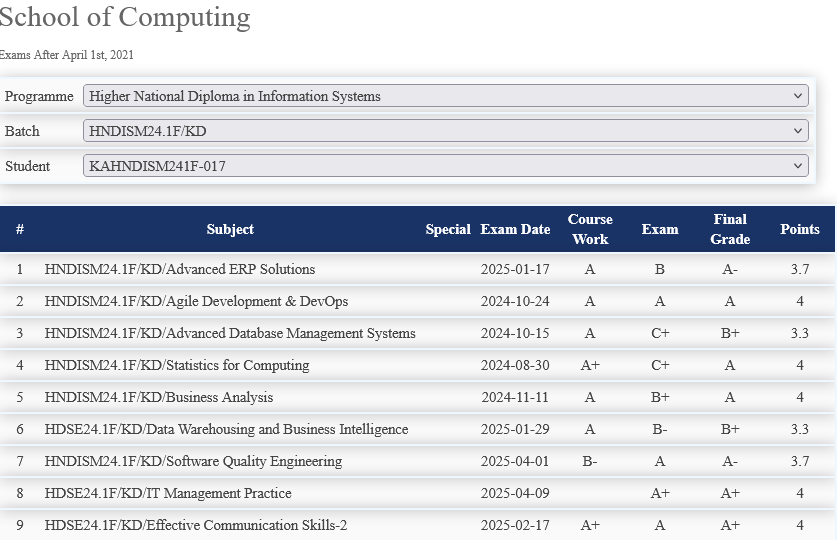 School of Computing
Exams After April 1st, 2021
Programme Higher National Diploma in Information Systems
Batch HNDISM24.1F/KD
Student KAHNDISM241F-017
# Subject Special Exam Date Course Work Exam Final Grade Points
1 HNDISM24.1F/KD/Advanced ERP Solutions 2025-01-17 A B A- 3.7
2 HNDISM24.1F/KD/Agile Development & DevOps 2024-10-24 A A A 4
3 HNDISM24.1F/KD/Advanced Database Management Systems 2024-10-15 A C+ B+ 3.3
4 HNDISM24.1F/KD/Statistics for Computing 2024-08-30 A+ C+ A 4
5 HNDISM24.1F/KD/Business Analysis 2024-11-11 A B+ A 4
6 HDSE24.1F/KD/Data Warehousing and Business Intelligence 2025-01-29 A B- B+ 3.3
7 HNDISM24.1F/KD/Software Quality Engineering 2025-04-01 B- A A- 3.7
8 HDSE24.1F/KD/IT Management Practice 2025-04-09 A+ A+ 4
9 HDSE24.1F/KD/Effective Communication Skills-2 2025-02-17 A+ A A+ 4